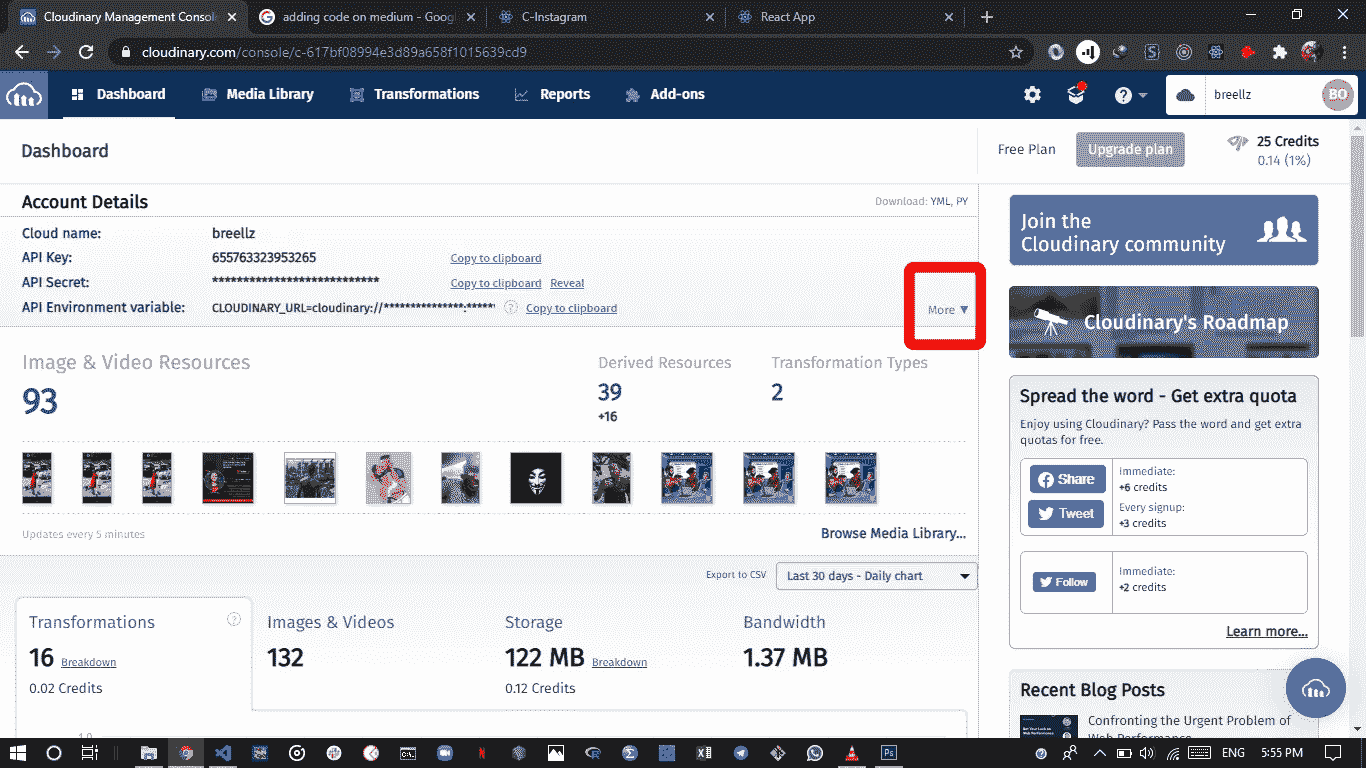 Cloudinary Management Consol
adding code on medium - Goog
C-Instagram
React App
cloudinary.com/console/c-617bf08994e3d89a658f1015639cd9
Dashboard
Media Library
Transformations
Reports
Add-ons
breellz
BO
Dashboard
Free Plan
Upgrade plan
25 Credits
0.14 (1%)
Account Details
Download: YML, PY
Cloud name: breellz
API Key: 655763323953265 Copy to clipboard
API Secret: *************************** Copy to clipboard Reveal
API Environment variable: CLOUDINARY_URL=cloudinary://***************:***** ? Copy to clipboard
More ▼
Join the
Cloudinary community
Cloudinary's Roadmap
Image & Video Resources
93
Derived Resources
39
+16
Transformation Types
2
Updates every 5 minutes
Browse Media Library...
Spread the word - Get extra quota
Enjoy using Cloudinary? Pass the word and get extra
quotas for free.
Share
Tweet
Immediate:
+6 credits
Every signup:
+3 credits
Follow
Immediate:
+2 credits
Learn more...
Export to CSV
Last 30 days - Daily chart
Transformations ?
16 Breakdown
0.02 Credits
Images & Videos
132
Storage
122 MB Breakdown
0.12 Credits
Bandwidth
1.37 MB
1.0
Recent Blog Posts
Confronting the Urgent Problem of
Web Performance
ENG
5:55 PM